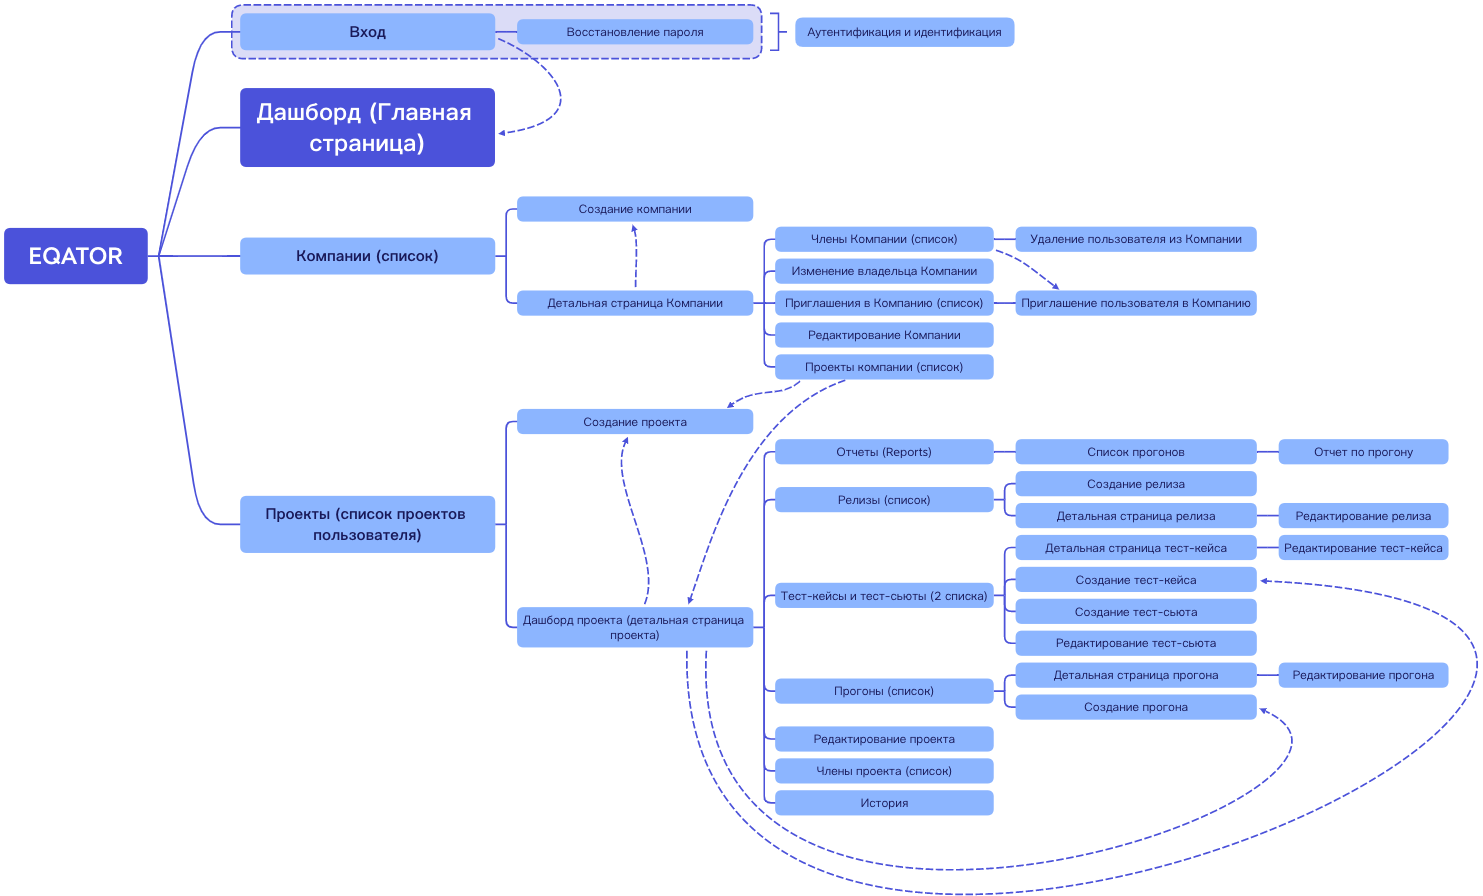 EQATOR
Вход
Восстановление пароля
Аутентификация и идентификация
Дашборд (Главная
страница)
Компании (список)
Создание компании
Детальная страница Компании
Члены Компании (список)
Удаление пользователя из Компании
Изменение владельца Компании
Приглашения в Компанию (список)
Приглашение пользователя в Компанию
Редактирование Компании
Проекты компании (список)
Проекты (список проектов
пользователя)
Создание проекта
Дашборд проекта (детальная страница
проекта)
Отчеты (Reports)
Список прогонов
Отчет по прогону
Релизы (список)
Создание релиза
Детальная страница релиза
Редактирование релиза
Тест-кейсы и тест-сьюты (2 списка)
Детальная страница тест-кейса
Редактирование тест-кейса
Создание тест-кейса
Создание тест-сьюта
Редактирование тест-сьюта
Прогоны (список)
Детальная страница прогона
Редактирование прогона
Создание прогона
Редактирование проекта
Члены проекта (список)
История